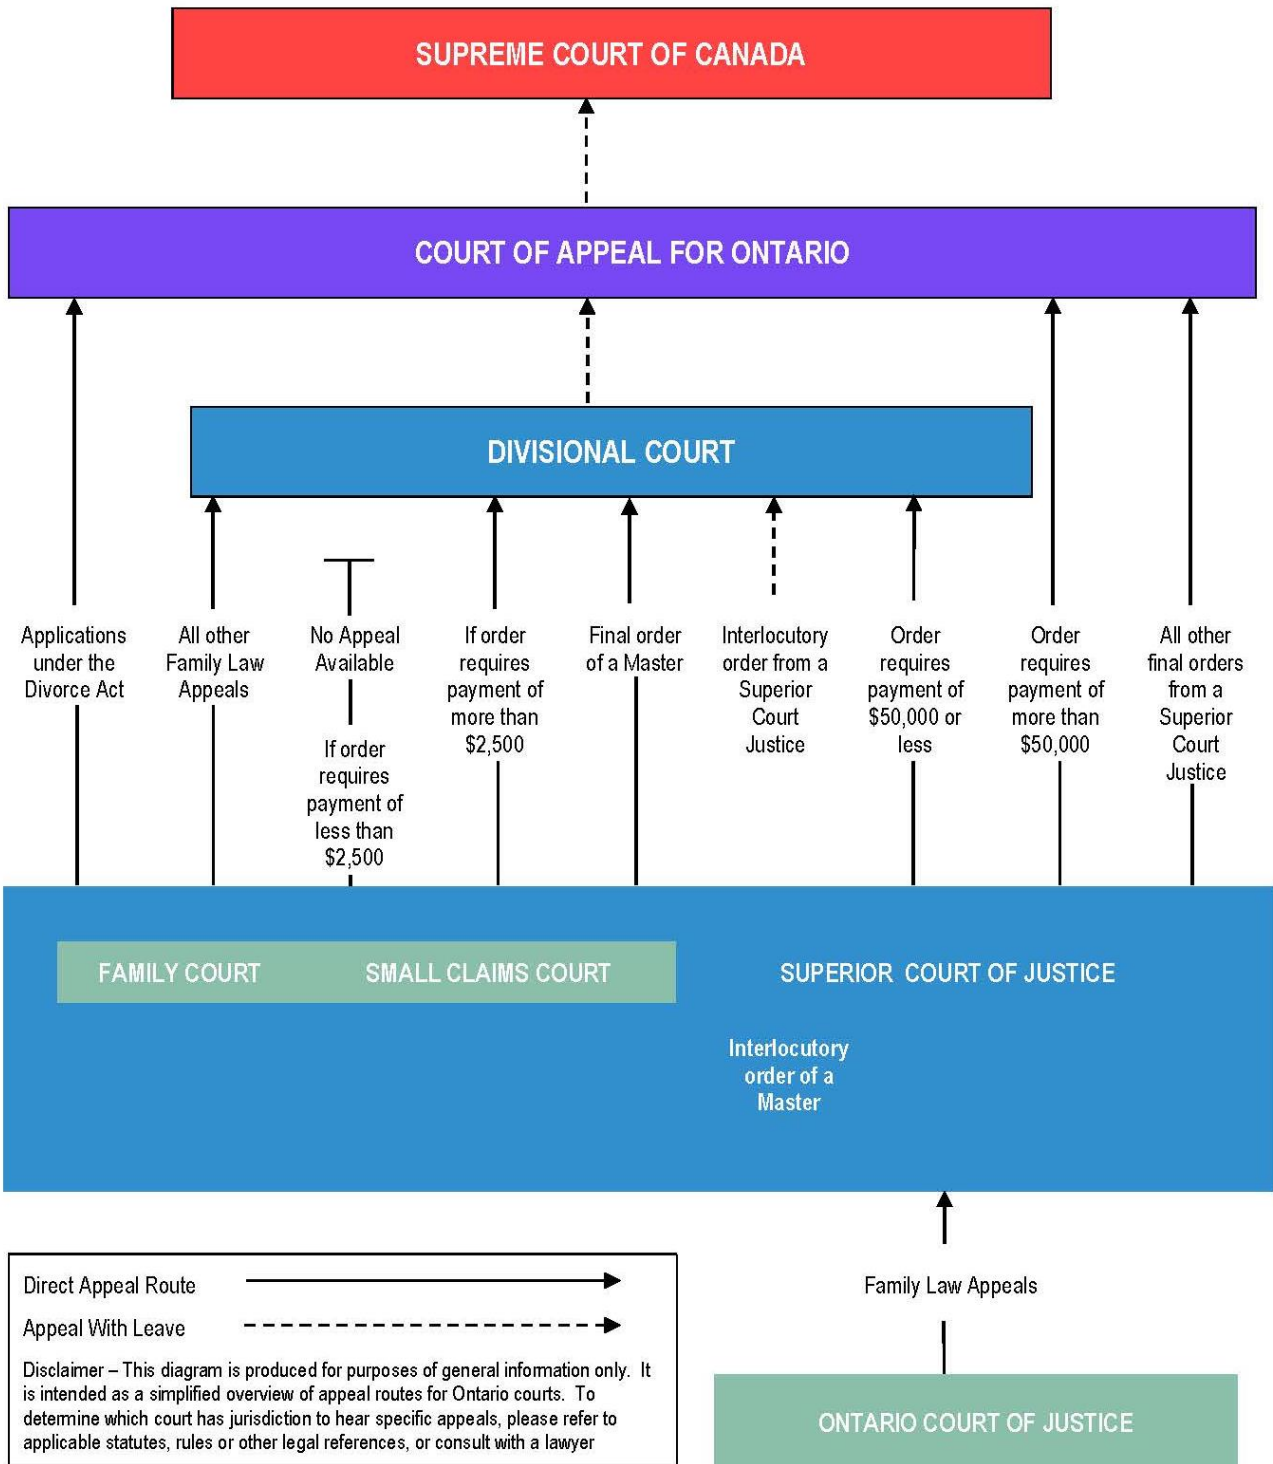 SUPREME COURT OF CANADA
COURT OF APPEAL FOR ONTARIO
DIVISIONAL COURT
Applications
under the
Divorce Act
All other
Family Law
Appeals
No Appeal
Available
If order
requires
payment of
less than
$2,500
If order
requires
payment of
more than
$2,500
Final order
of a Master
Interlocutory
order from a
Superior
Court
Justice
Order
requires
payment of
$50,000 or
less
Order
requires
payment of
more than
$50,000
All other
final orders
from a
Superior
Court
Justice
FAMILY COURT
SMALL CLAIMS COURT
SUPERIOR COURT OF JUSTICE
Interlocutory
order of a
Master
Family Law Appeals
ONTARIO COURT OF JUSTICE
Direct Appeal Route
Appeal With Leave
Disclaimer – This diagram is produced for purposes of general information only. It
is intended as a simplified overview of appeal routes for Ontario courts. To
determine which court has jurisdiction to hear specific appeals, please refer to
applicable statutes, rules or other legal references, or consult with a lawyer